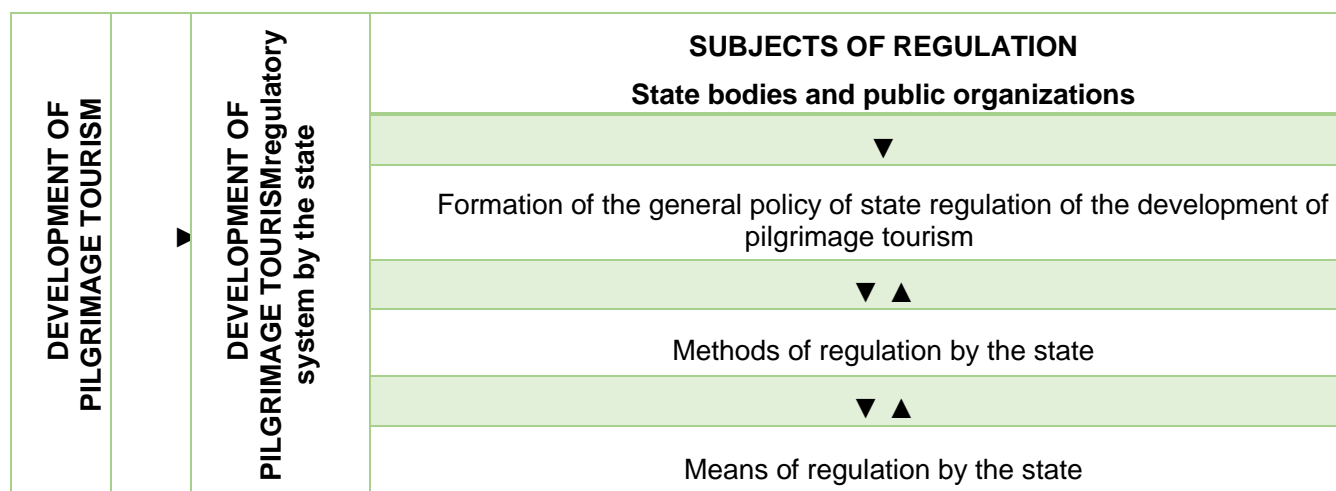 DEVELOPMENT OF
PILGRIMAGE TOURISM
▼
DEVELOPMENT OF
PILGRIMAGE TOURISMregulatory
system by the state
SUBJECTS OF REGULATION
State bodies and public organizations
▼
Formation of the general policy of state regulation of the development of
pilgrimage tourism
▼ ▲
Methods of regulation by the state
▼ ▲
Means of regulation by the state